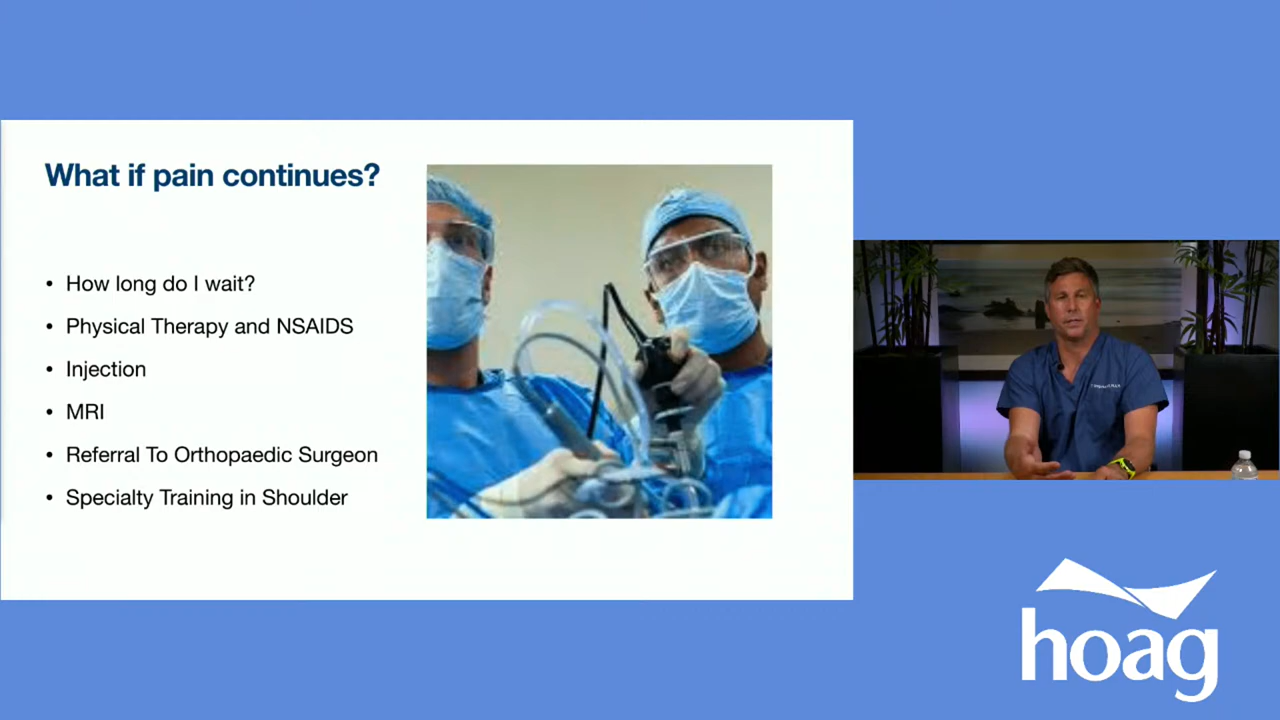 What if pain continues?
• How long do I wait?
• Physical Therapy and NSAIDS
• Injection
• MRI
• Referral To Orthopaedic Surgeon
• Specialty Training in Shoulder
hoag